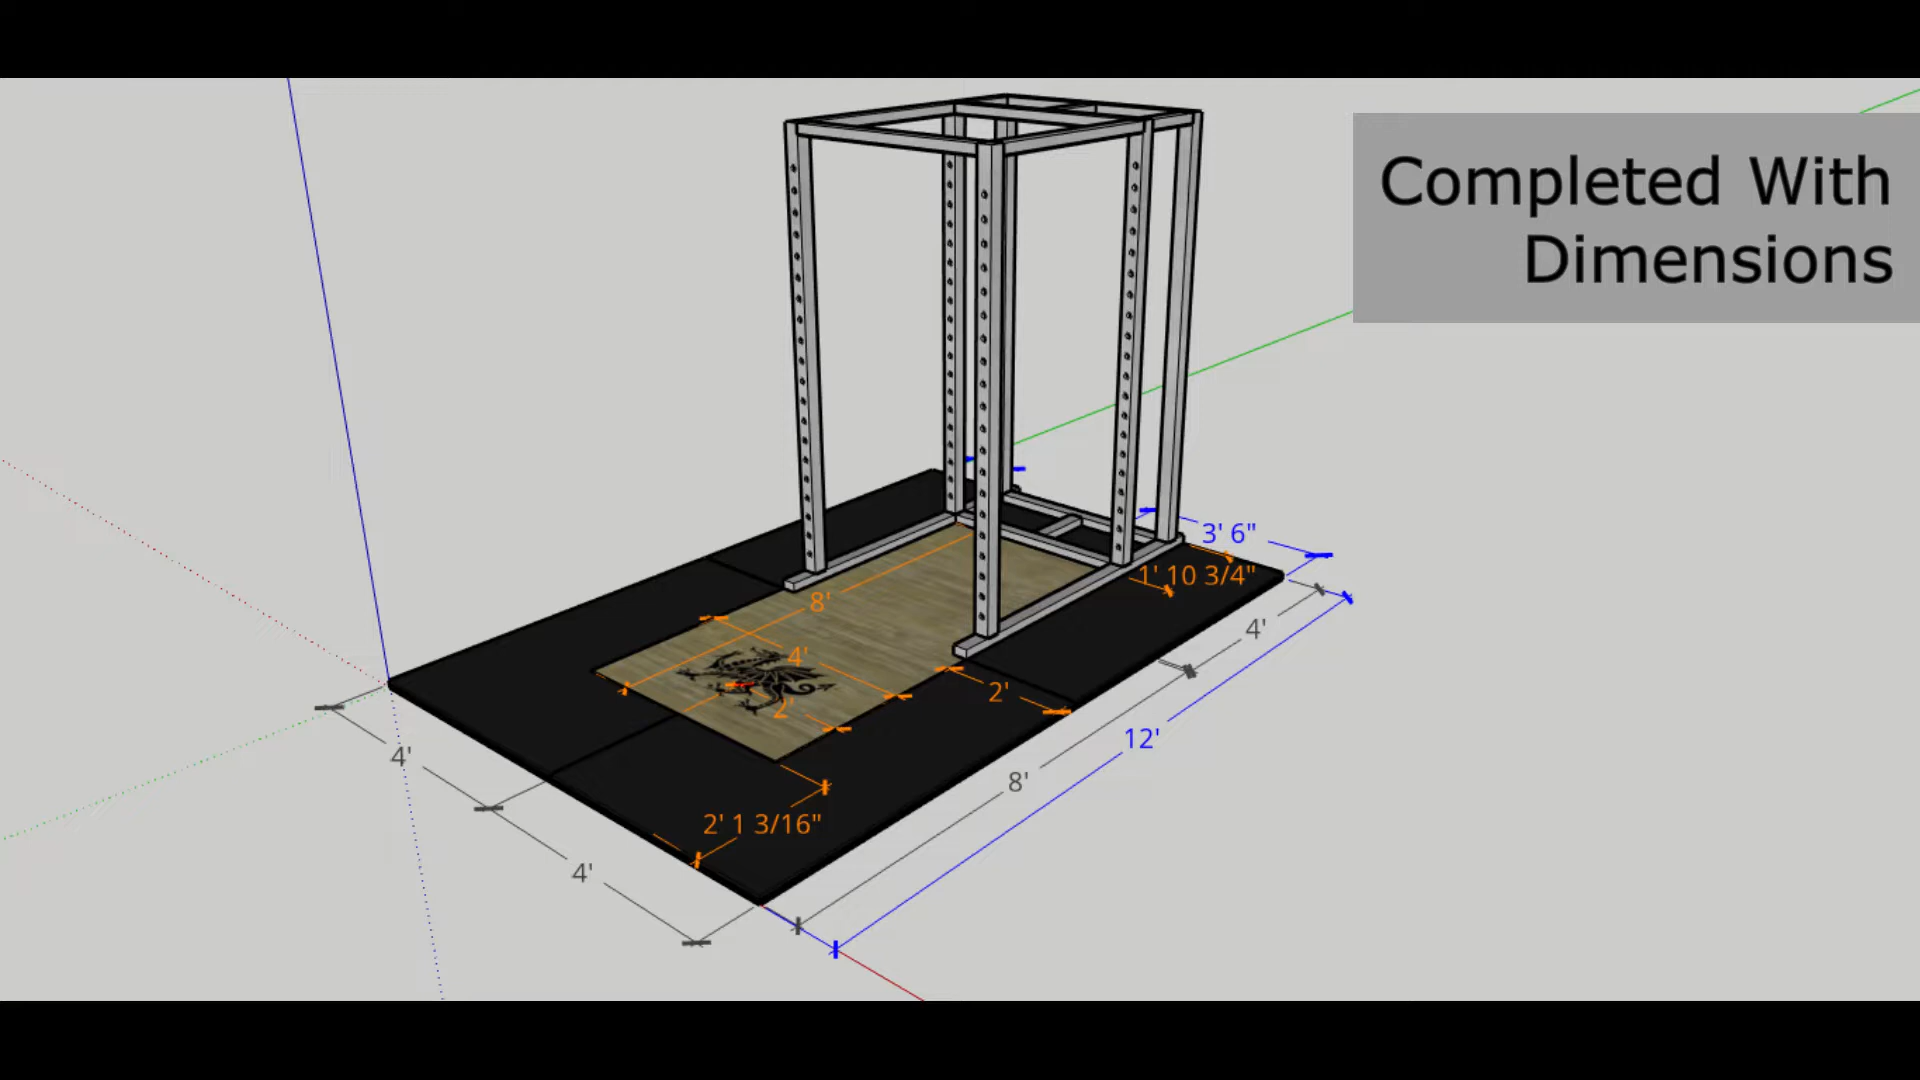 Completed With
Dimensions
3' 6"
1' 10 3/4"
8'
4'
4'
2'
2'
12'
4'
8'
2' 1 3/16"
4'